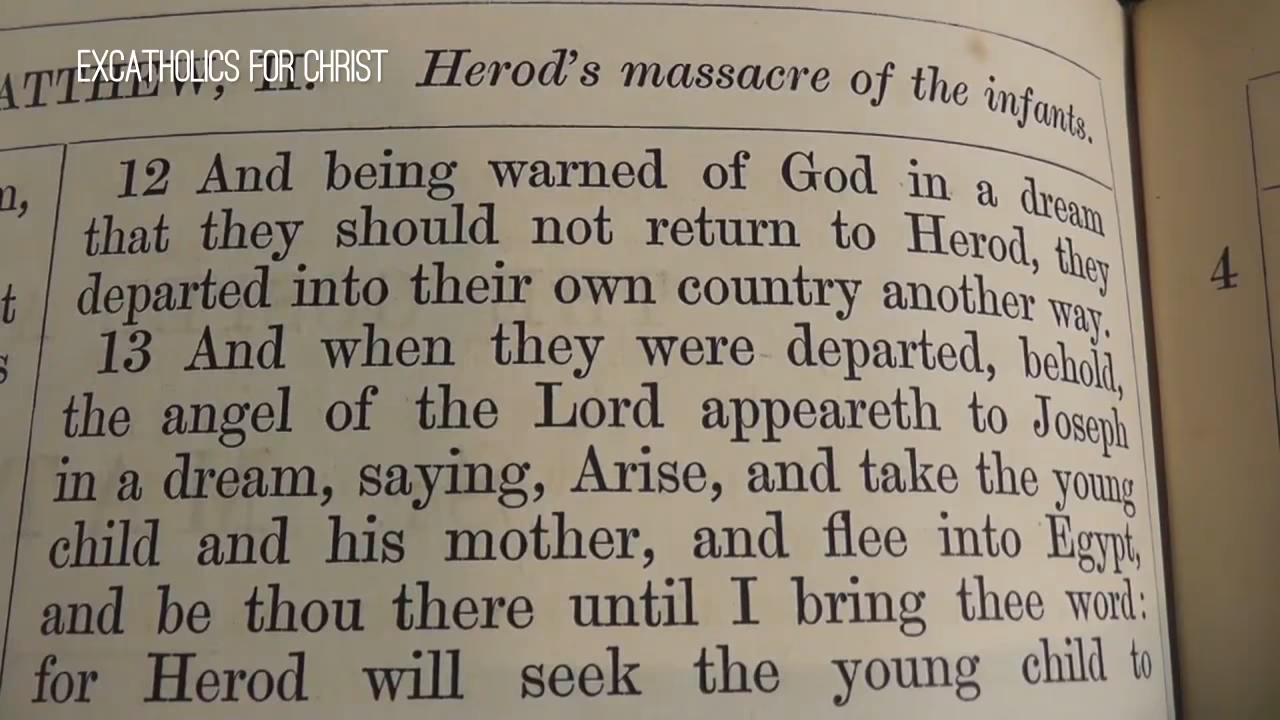 EXCATHOLICS FOR CHRIST
ATTHEW, II. Herod's massacre of the infants.
12 And being warned of God in a dream
that they should not return to Herod, they
departed into their own country another way.
13 And when they were departed, behold,
the angel of the Lord appeareth to Joseph
in a dream, saying, Arise, and take the young
child and his mother, and flee into Egypt,
and be thou there until I bring thee word:
for Herod will seek the young child to
n,
t
s
4